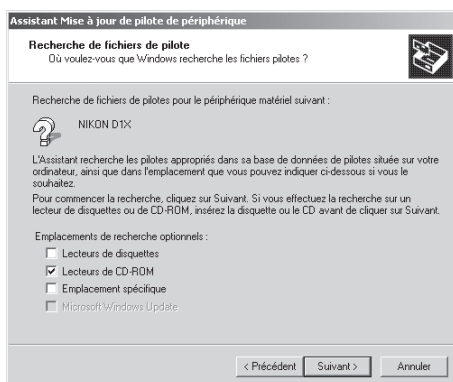 Assistant Mise à jour de pilote de périphérique
Recherche de fichiers de pilote
Où voulez-vous que Windows recherche les fichiers pilotes ?
Recherche de fichiers de pilotes pour le périphérique matériel suivant :
NIKON D1X
L'Assistant recherche les pilotes appropriés dans sa base de données de pilotes située sur votre
ordinateur, ainsi que dans l'emplacement que vous pouvez indiquer ci-dessous si vous le
souhaitez.
Pour commencer la recherche, cliquez sur Suivant. Si vous effectuez la recherche sur un
lecteur de disquettes ou de CD-ROM, insérez la disquette ou le CD avant de cliquer sur Suivant.
Emplacements de recherche optionnels :
Lecteurs de disquettes
Lecteurs de CD-ROM
Emplacement spécifique
Microsoft Windows Update
< Précédent Suivant > Annuler